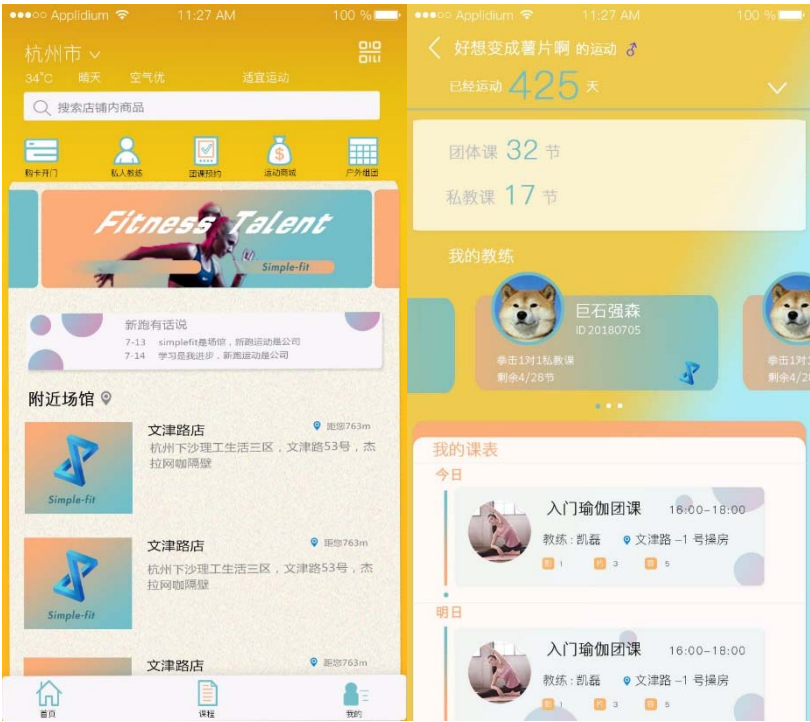 ●●●○○ Applidium 11:27 AM 100 %
杭州市
34°C 晴天 空气优 适宜运动
搜索店铺内商品
购卡开门 私人教练 团课预约 运动商城 户外组团
Fitness Talent
Simple-fit
新跑有话说
7-13 simplefit是场馆，新跑运动是公司
7-14 学习是我进步，新跑运动是公司
附近场馆
文津路店 距您763m
杭州下沙理工生活三区，文津路53号，杰
拉网咖隔壁
Simple-fit
文津路店 距您763m
杭州下沙理工生活三区，文津路53号，杰
拉网咖隔壁
Simple-fit
文津路店 距您763m
首页 课程 我的
●●●○○ Applidium 11:27 AM 100 %
好想变成薯片啊 的运动
已经运动 425 天
团体课 32 节
私教课 17 节
我的教练
巨石强森
ID 20180705
拳击1对1私教课
剩余4/28节
拳击1对
剩余4/2
我的课表
今日
入门瑜伽团课 16:00-18:00
教练:凯磊 文津路-1 号操房
1 3 5
明日
入门瑜伽团课 16:00-18:00
教练:凯磊 文津路-1 号操房
1 3 5